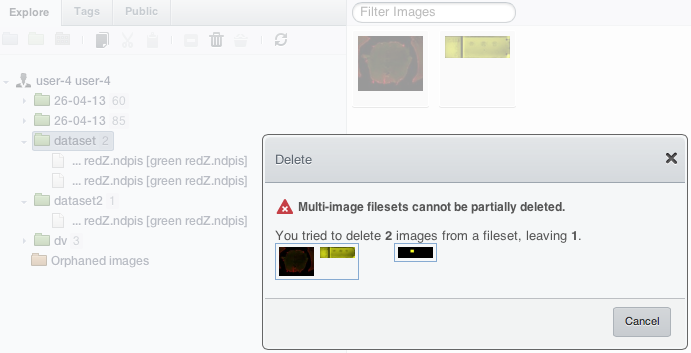 Explore Tags Public
Filter Images
user-4 user-4
26-04-13 60
26-04-13 85
dataset 2
... redZ.ndpis [green redZ.ndpis]
... redZ.ndpis [green redZ.ndpis]
dataset2 1
... redZ.ndpis [green redZ.ndpis]
dv 3
Orphaned images
Delete
Multi-image filesets cannot be partially deleted.
You tried to delete 2 images from a fileset, leaving 1.
Cancel